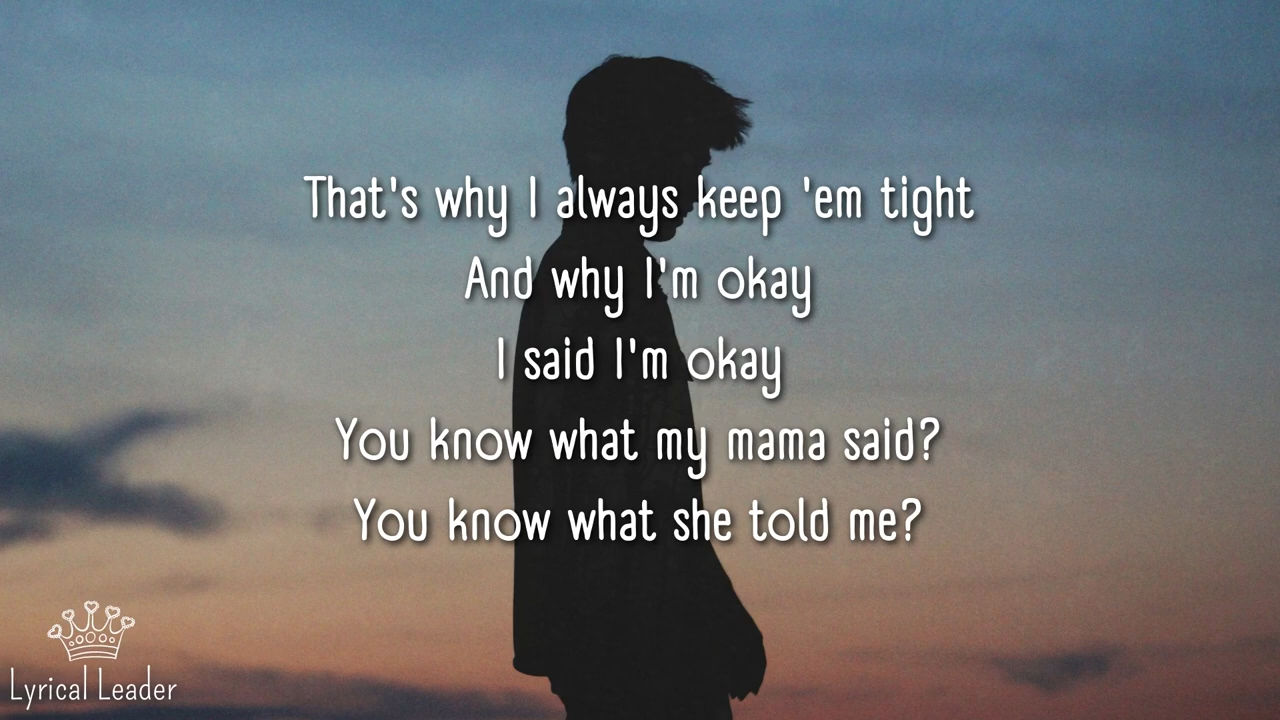 That's why I always keep 'em tight
And why I'm okay
I said I'm okay
You know what my mama said?
You know what she told me?
Lyrical Leader